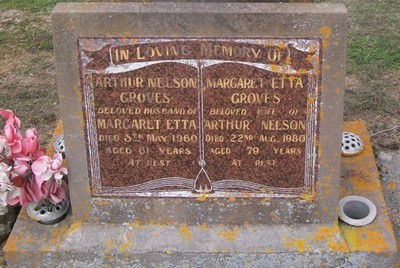 IN LOVING MEMORY OF
ARTHUR NELSON
GROVES
BELOVED HUSBAND OF
MARGARET ETTA
DIED 5TH MAY 1960
AGED 81 YEARS
AT REST
MARGARET ETTA
GROVES
BELOVED WIFE OF
ARTHUR NELSON
DIED 22ND AUG. 1980
AGED 79 YEARS
AT REST